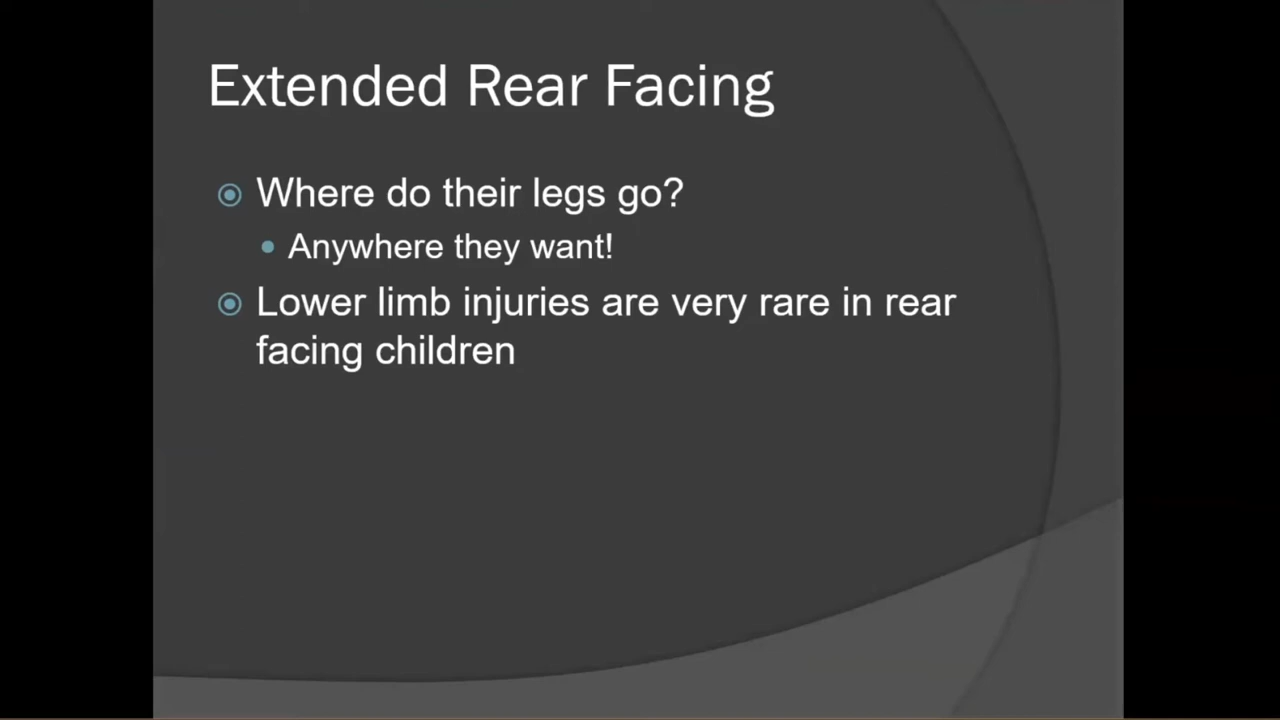 Extended Rear Facing
Where do their legs go?
Anywhere they want!
Lower limb injuries are very rare in rear
facing children